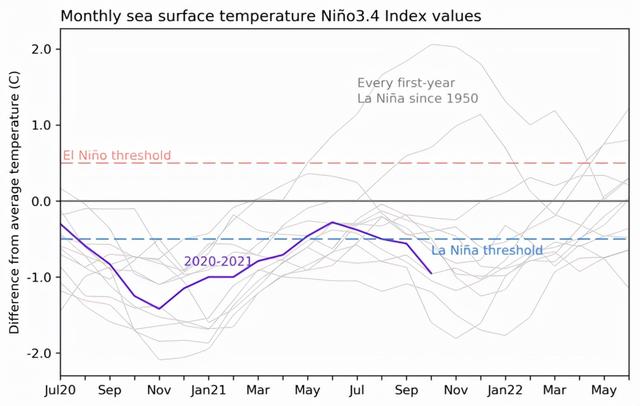 Monthly sea surface temperature Niño3.4 Index values
Difference from average temperature (C)
2.0
1.0
0.0
-1.0
-2.0
Every first-year
La Niña since 1950
El Niño threshold
La Niña threshold
2020-2021
Jul20 Sep Nov Jan21 Mar May Jul Sep Nov Jan22 Mar May